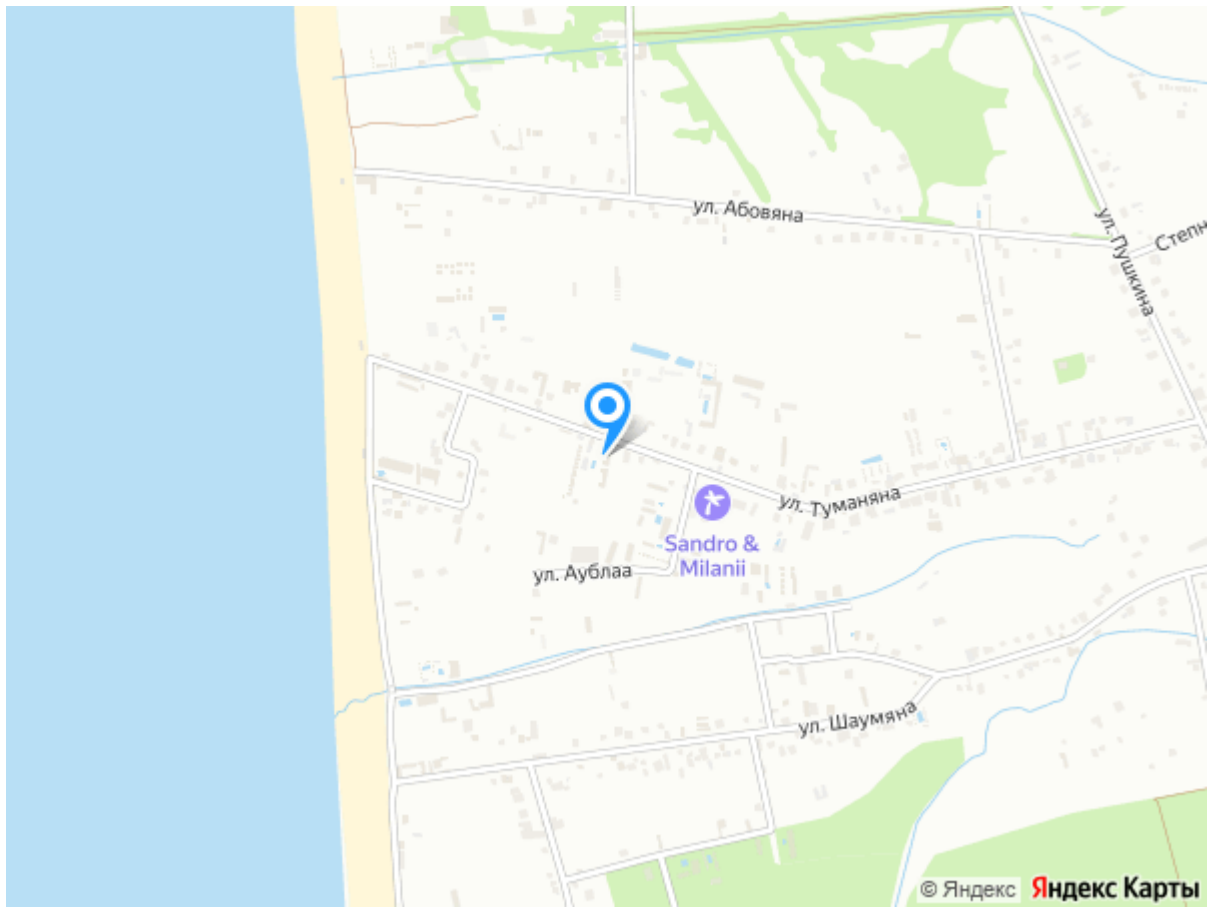 ул. Абовяна
ул. Пушкина
Степн
ул. Туманяна
Sandro &
Milanii
ул. Аублаа
ул. Шаумяна
© Яндекс Яндекс Карты